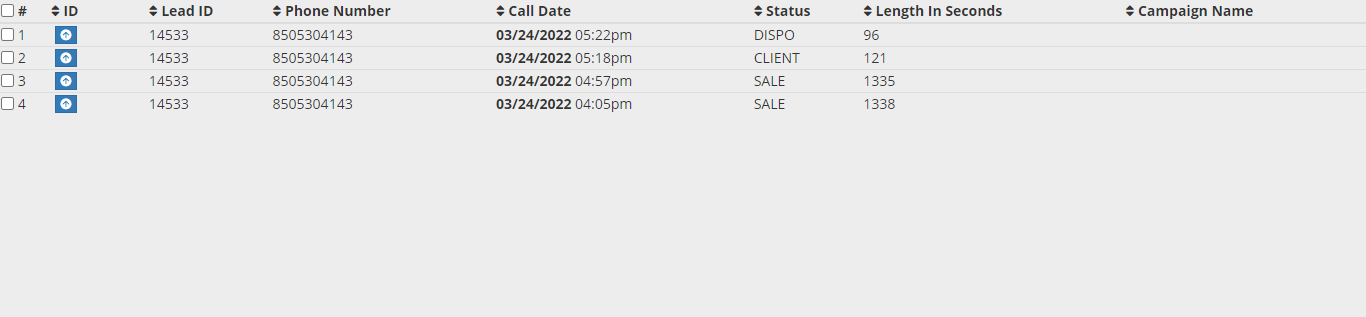 # ID Lead ID Phone Number Call Date Status Length In Seconds Campaign Name
1 14533 8505304143 03/24/2022 05:22pm DISPO 96
2 14533 8505304143 03/24/2022 05:18pm CLIENT 121
3 14533 8505304143 03/24/2022 04:57pm SALE 1335
4 14533 8505304143 03/24/2022 04:05pm SALE 1338